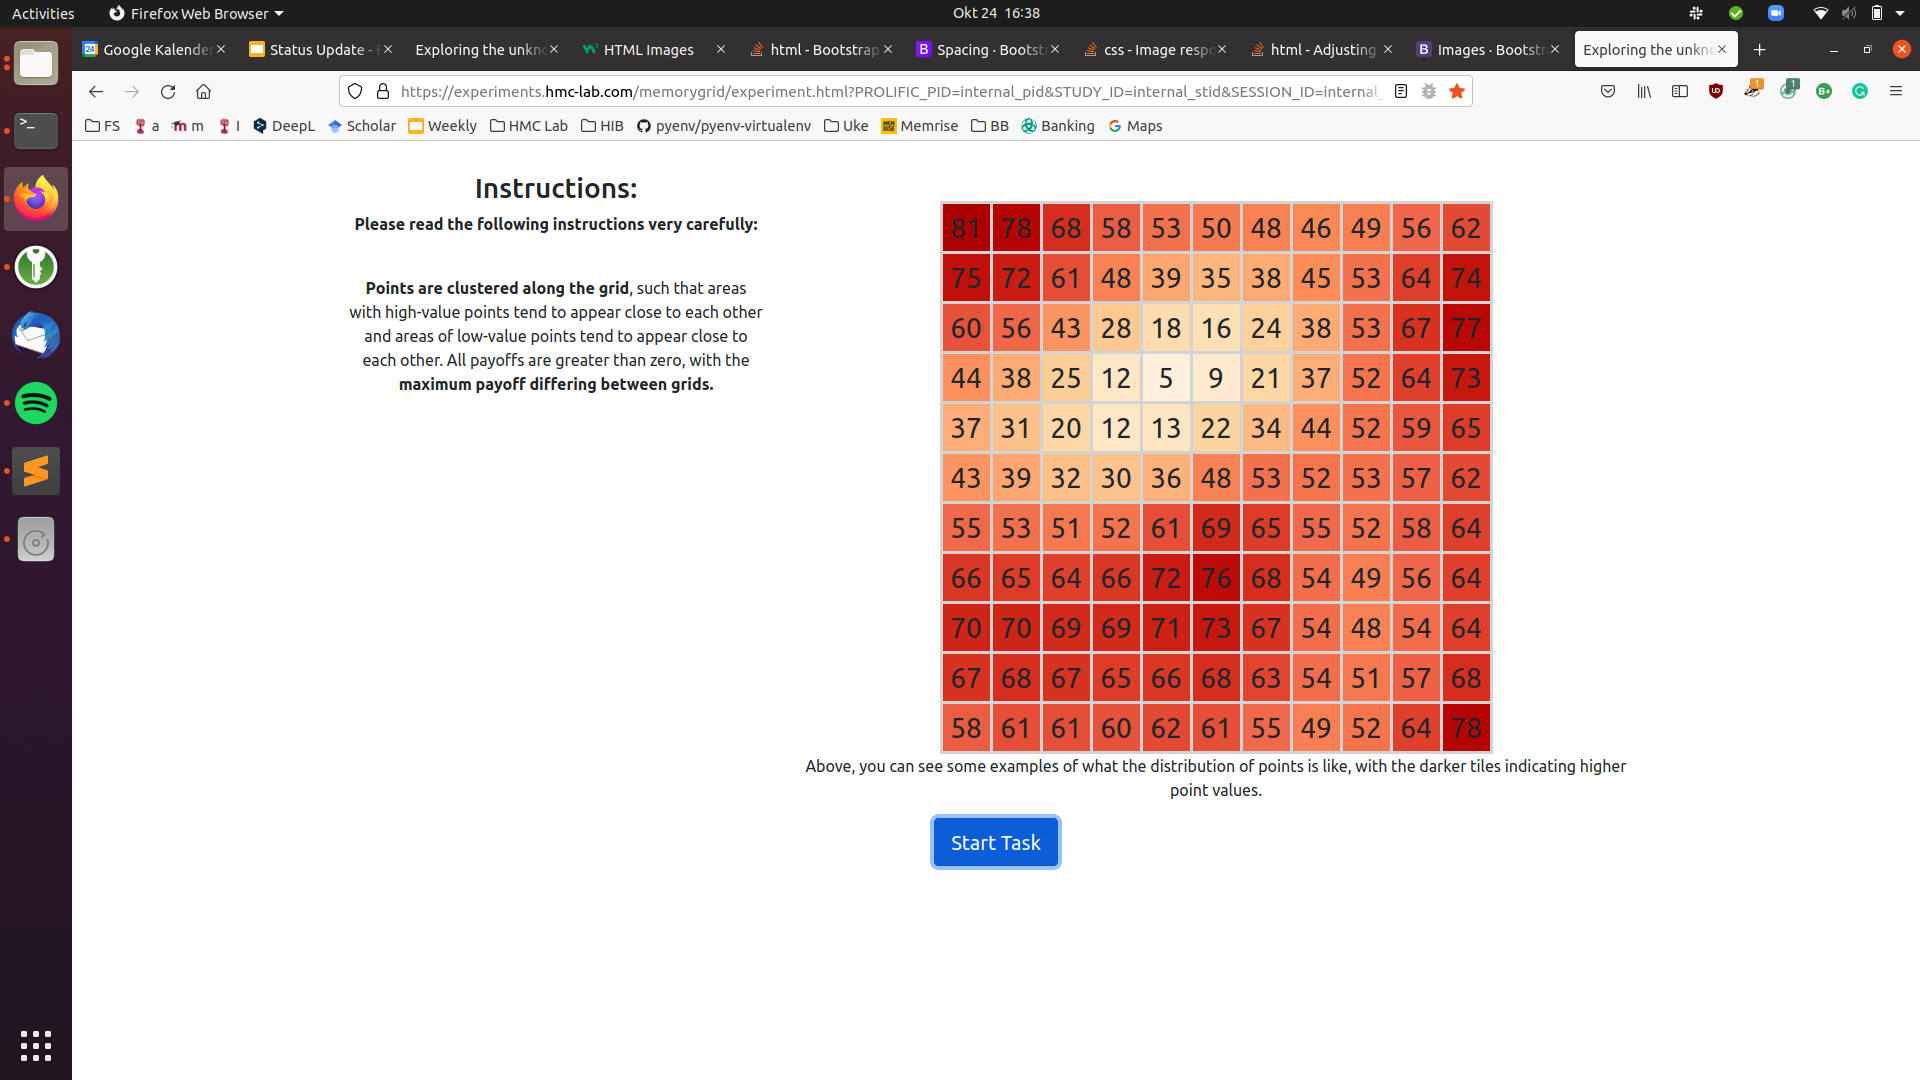 Activities Firefox Web Browser Okt 24 16:38
Google Kalender Status Update - Exploring the unkn HTML Images html - Bootstrap Spacing · Bootst css - Image respo html - Adjusting Images · Bootst Exploring the unkn
https://experiments.hmc-lab.com/memorygrid/experiment.html?PROLIFIC_PID=internal_pid&STUDY_ID=internal_stid&SESSION_ID=internal_
FS a m I DeepL Scholar Weekly HMC Lab HIB pyenv/pyenv-virtualenv Uke Memrise BB Banking Maps
Instructions:
Please read the following instructions very carefully:
Points are clustered along the grid, such that areas
with high-value points tend to appear close to each other
and areas of low-value points tend to appear close to
each other. All payoffs are greater than zero, with the
maximum payoff differing between grids.
81 78 68 58 53 50 48 46 49 56 62
75 72 61 48 39 35 38 45 53 64 74
60 56 43 28 18 16 24 38 53 67 77
44 38 25 12 5 9 21 37 52 64 73
37 31 20 12 13 22 34 44 52 59 65
43 39 32 30 36 48 53 52 53 57 62
55 53 51 52 61 69 65 55 52 58 64
66 65 64 66 72 76 68 54 49 56 64
70 70 69 69 71 73 67 54 48 54 64
67 68 67 65 66 68 63 54 51 57 68
58 61 61 60 62 61 55 49 52 64 78
Above, you can see some examples of what the distribution of points is like, with the darker tiles indicating higher
point values.
Start Task